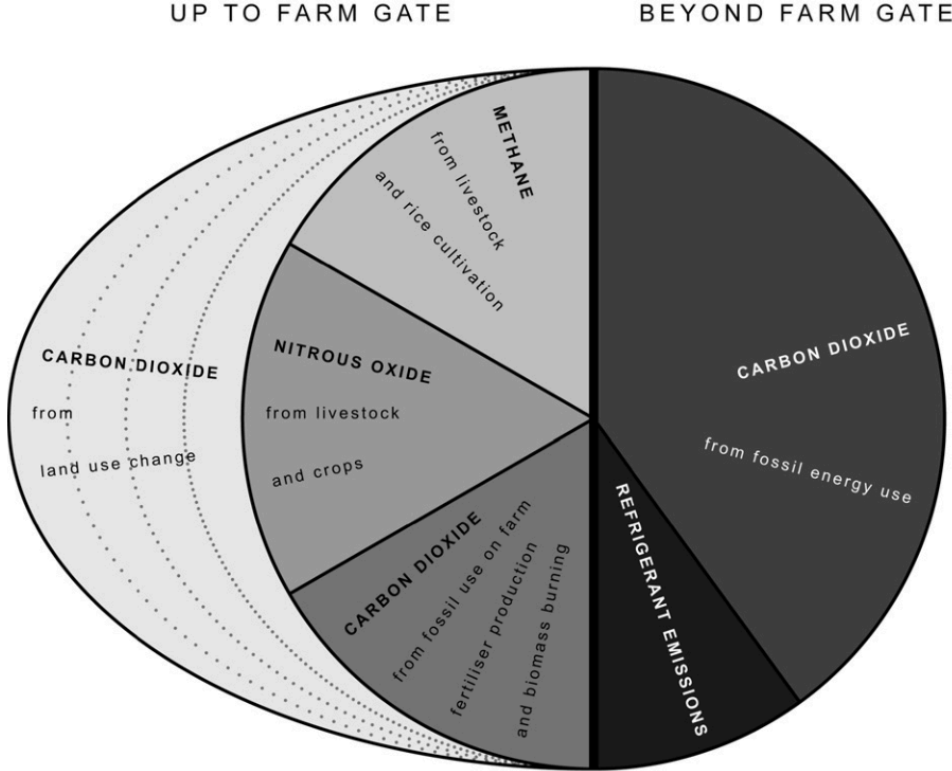 UP TO FARM GATE
BEYOND FARM GATE
METHANE
from livestock
and rice cultivation
CARBON DIOXIDE
from
land use change
NITROUS OXIDE
from livestock
and crops
CARBON DIOXIDE
from fossil use on farm
fertiliser production
and biomass burning
CARBON DIOXIDE
from fossil energy use
REFRIGERANT EMISSIONS